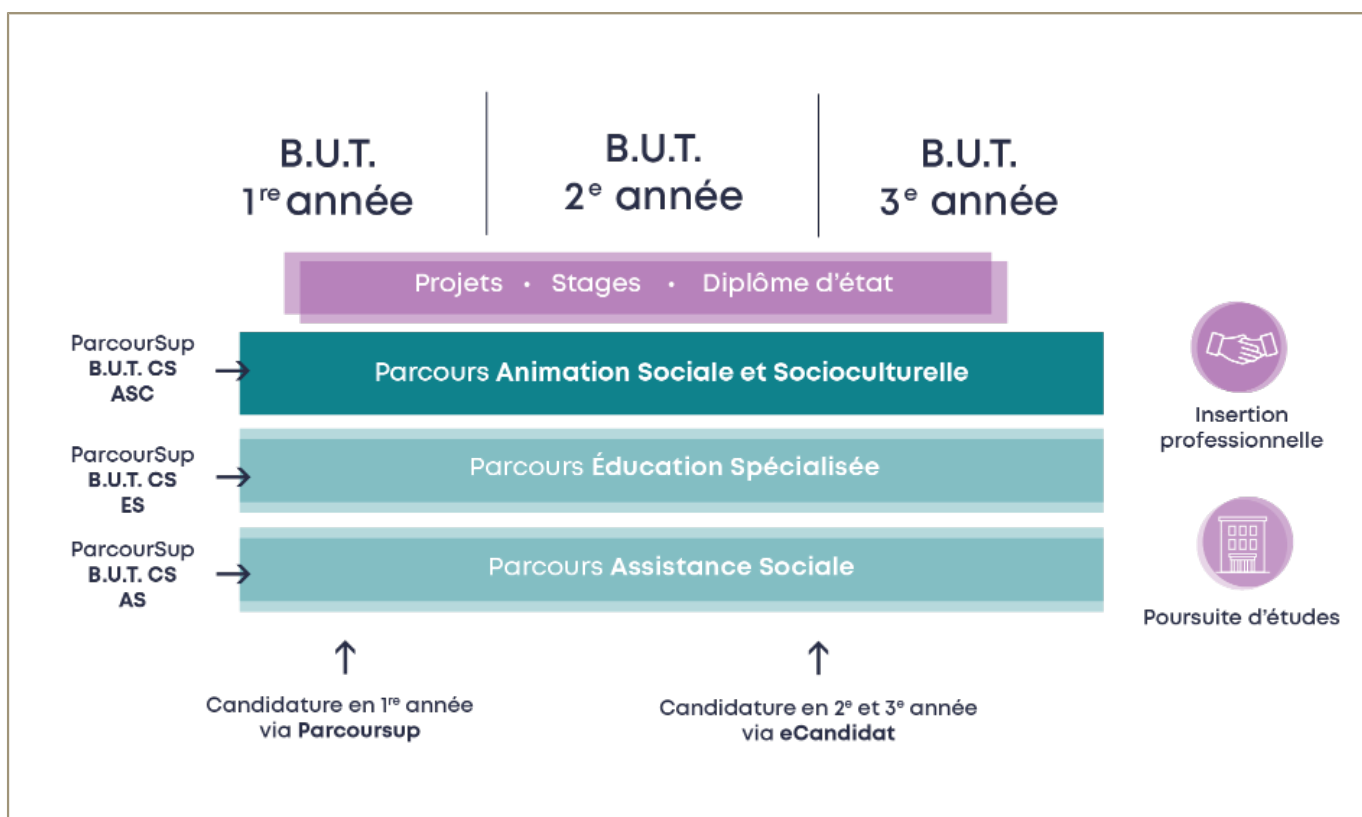 B.U.T.
1re année
B.U.T.
2e année
B.U.T.
3e année
Projets • Stages • Diplôme d'état
ParcourSup
B.U.T. CS
ASC
→
Parcours Animation Sociale et Socioculturelle
ParcourSup
B.U.T. CS
ES
→
Parcours Éducation Spécialisée
ParcourSup
B.U.T. CS
AS
→
Parcours Assistance Sociale
Insertion
professionnelle
Poursuite d'études
↑
Candidature en 1re année
via Parcoursup
↑
Candidature en 2e et 3e année
via eCandidat